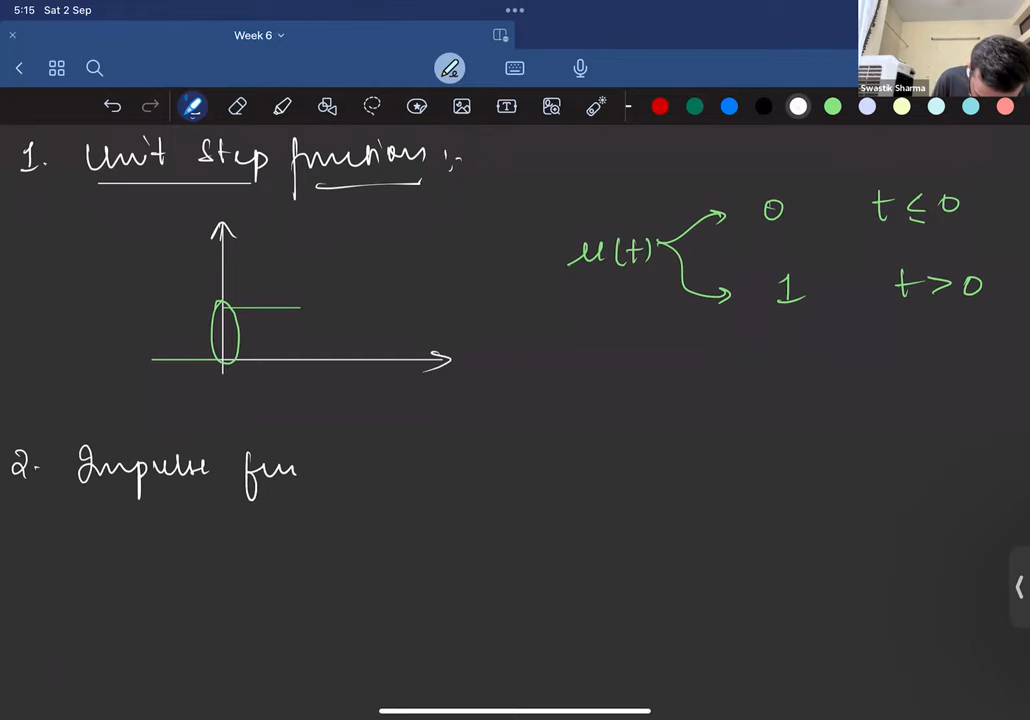 5:15 Sat 2 Sep
Week 6
Swastik Sharma
1. Unit Step function :-
μ(t) 0 t ≤ 0
1 t > 0
2. Impulse fun